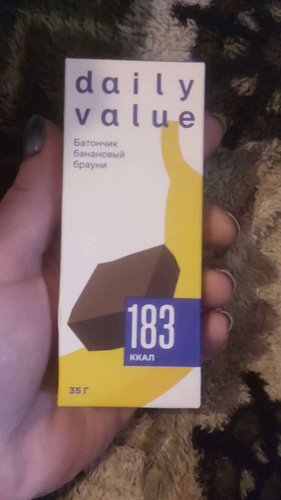 daily
value
Батончик
банановый
брауни
183
ККАЛ
35 Г